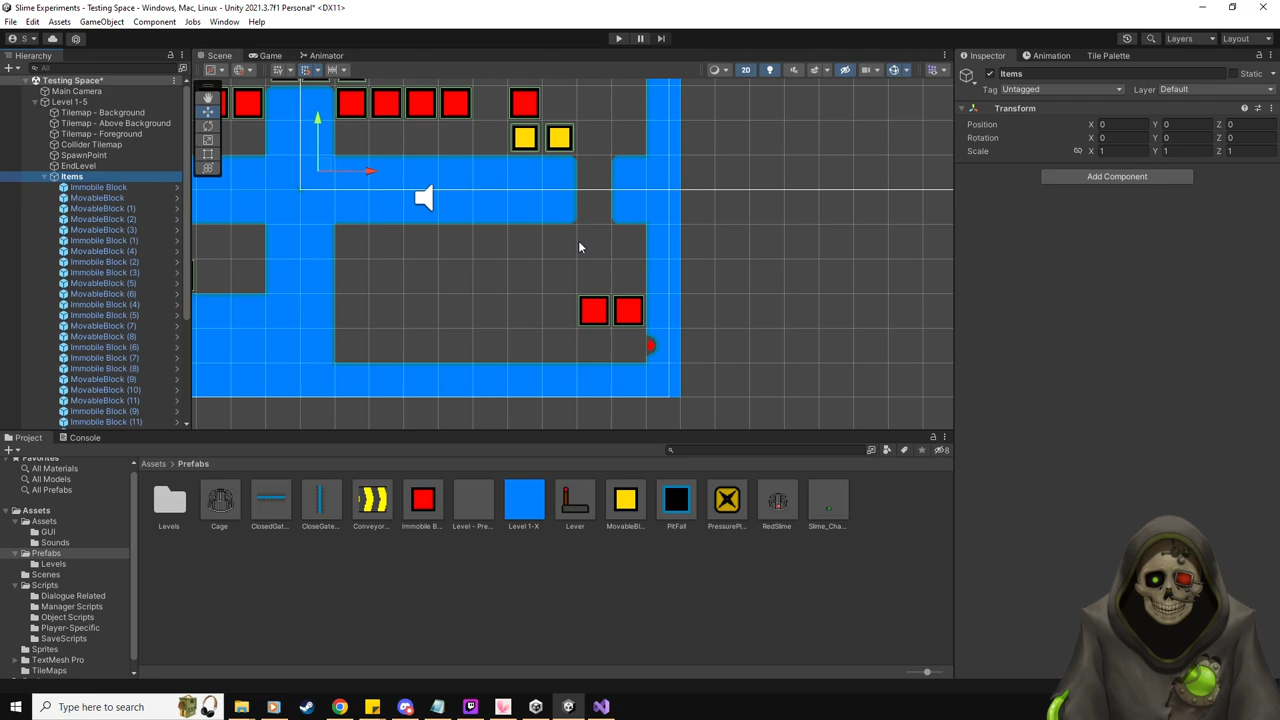 Slime Experiments - Windows, Mac, Linux - Unity 2021.3.7f1 Personal* <DX11>
File Edit Assets GameObject Component Jobs Window Help
S Layers Layout
Hierarchy Scene Game Animator Inspector Animation Tile Palette
All
Items Static
Tag Untagged Layer Default
Transform
Position X 0 Y 0 Z 0
Rotation X 0 Y 0 Z 0
Scale X 1 Y 1 Z 1
Add Component
2D
Testing Space*
Main Camera
Level 1-5
Tilemap - Background
Tilemap - Above Background
Tilemap - Foreground
Collider Tilemap
SpawnPoint
EndLevel
Items
Immobile Block
MovableBlock
MovableBlock (1)
MovableBlock (2)
MovableBlock (3)
Immobile Block (1)
MovableBlock (4)
Immobile Block (2)
Immobile Block (3)
MovableBlock (5)
MovableBlock (6)
Immobile Block (4)
Immobile Block (5)
MovableBlock (7)
MovableBlock (8)
Immobile Block (6)
Immobile Block (7)
Immobile Block (8)
MovableBlock (9)
MovableBlock (10)
MovableBlock (11)
Immobile Block (9)
Immobile Block (11)
Project Console
8
Favorites
All Materials
All Models
All Prefabs
Assets
Assets
GUI
Sounds
Prefabs
Levels
Scenes
Scripts
Dialogue Related
Manager Scripts
Object Scripts
Player-Specific
SaveScripts
Sprites
TextMesh Pro
TileMaps
Assets > Prefabs
Levels Cage ClosedGat... CloseGate... Conveyor... Immobile B... Level - Pre... Level 1-X Lever MovableBl... PitFall PressurePl... RedSlime Slime_Cha...
Type here to search